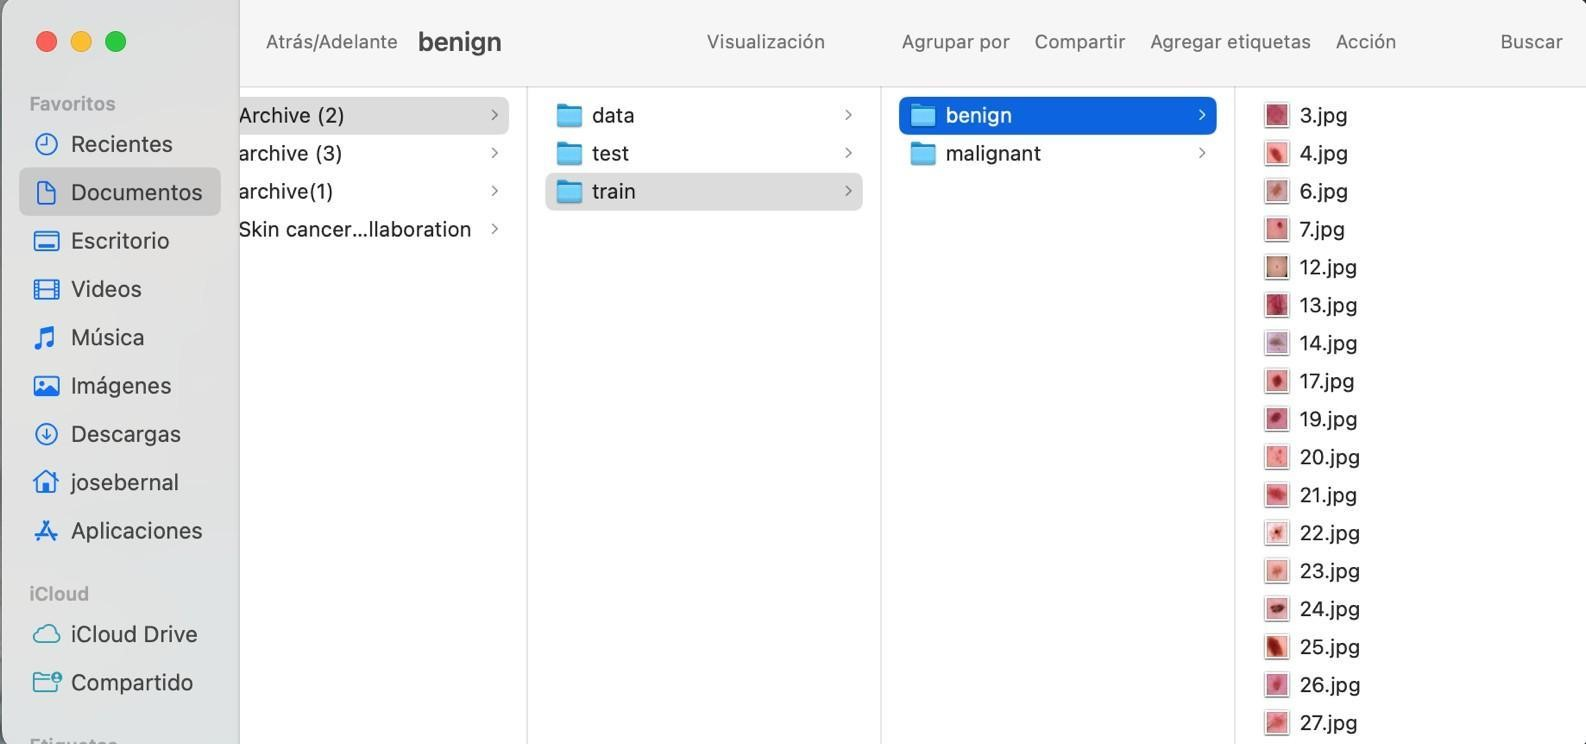 Atrás/Adelante benign Visualización Agrupar por Compartir Agregar etiquetas Acción Buscar
Favoritos
Recientes
Documentos
Escritorio
Videos
Música
Imágenes
Descargas
josebernal
Aplicaciones
iCloud
iCloud Drive
Compartido
Etiquetas
Archive (2)
archive (3)
archive(1)
Skin cancer...llaboration
data
test
train
benign
malignant
3.jpg
4.jpg
6.jpg
7.jpg
12.jpg
13.jpg
14.jpg
17.jpg
19.jpg
20.jpg
21.jpg
22.jpg
23.jpg
24.jpg
25.jpg
26.jpg
27.jpg